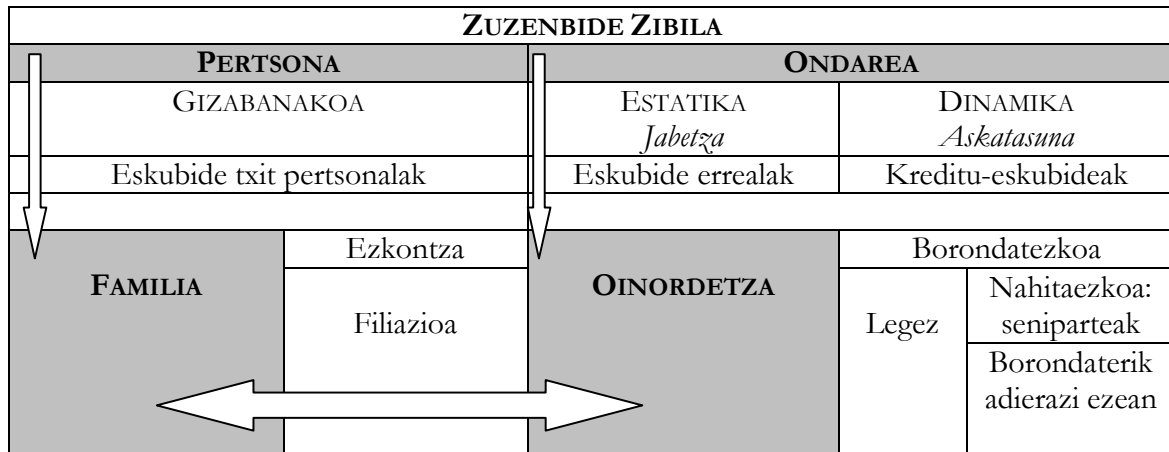 ZUZENBIDE ZIBILA
PERTSONA
ONDAREA
GIZABANAKOA
ESTATIKA
Jabetza
DINAMIKA
Askatasuna
Eskubide txit pertsonalak
Eskubide errealak
Kreditu-eskubideak
FAMILIA
Ezkontza
Filiazioa
OINORDETZA
Borondatezkoa
Legez
Nahitaezkoa:
seniparteak
Borondaterik
adierazi ezean